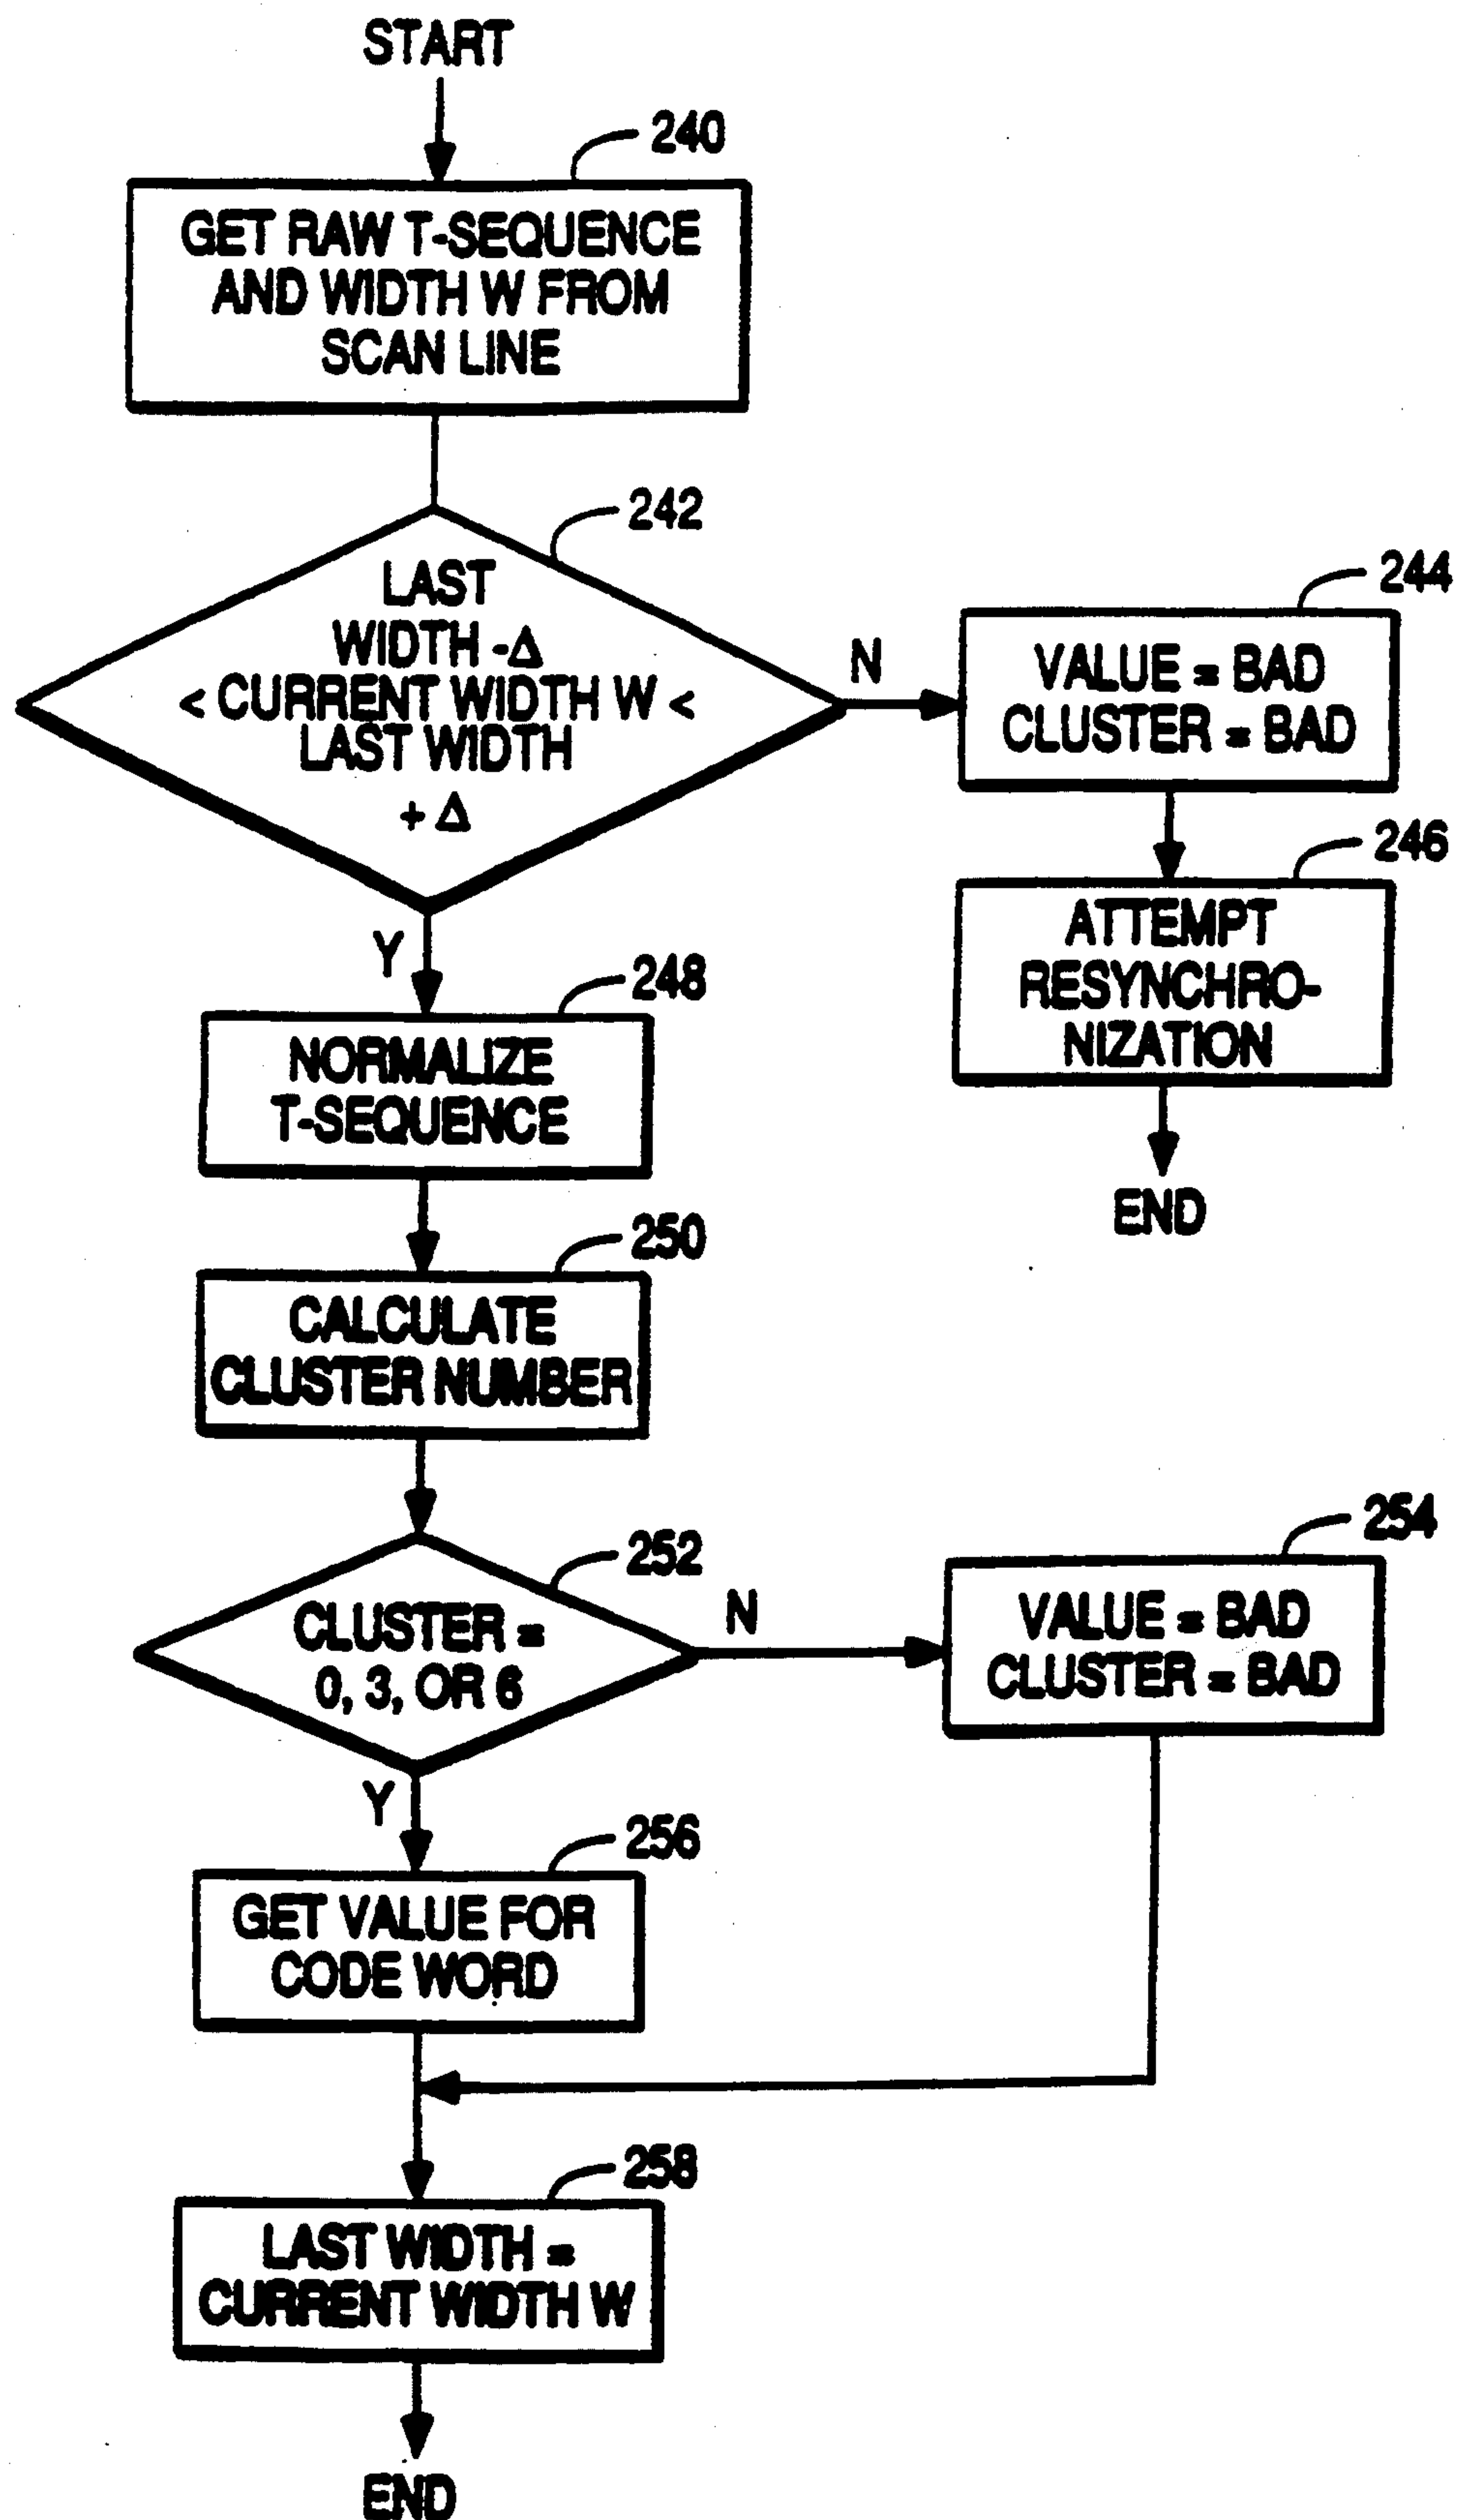 START
240
GET RAW T-SEQUENCE
AND WIDTH W FROM
SCAN LINE
242
LAST
WIDTH -Δ
< CURRENT WIDTH W <
LAST WIDTH
+ Δ
N
244
VALUE = BAD
CLUSTER = BAD
246
ATTEMPT
RESYNCHRO-
NIZATION
END
Y
248
NORMALIZE
T-SEQUENCE
250
CALCULATE
CLUSTER NUMBER
252
CLUSTER =
0, 3, OR 6
N
254
VALUE = BAD
CLUSTER = BAD
Y
256
GET VALUE FOR
CODE WORD
258
LAST WIDTH =
CURRENT WIDTH W
END